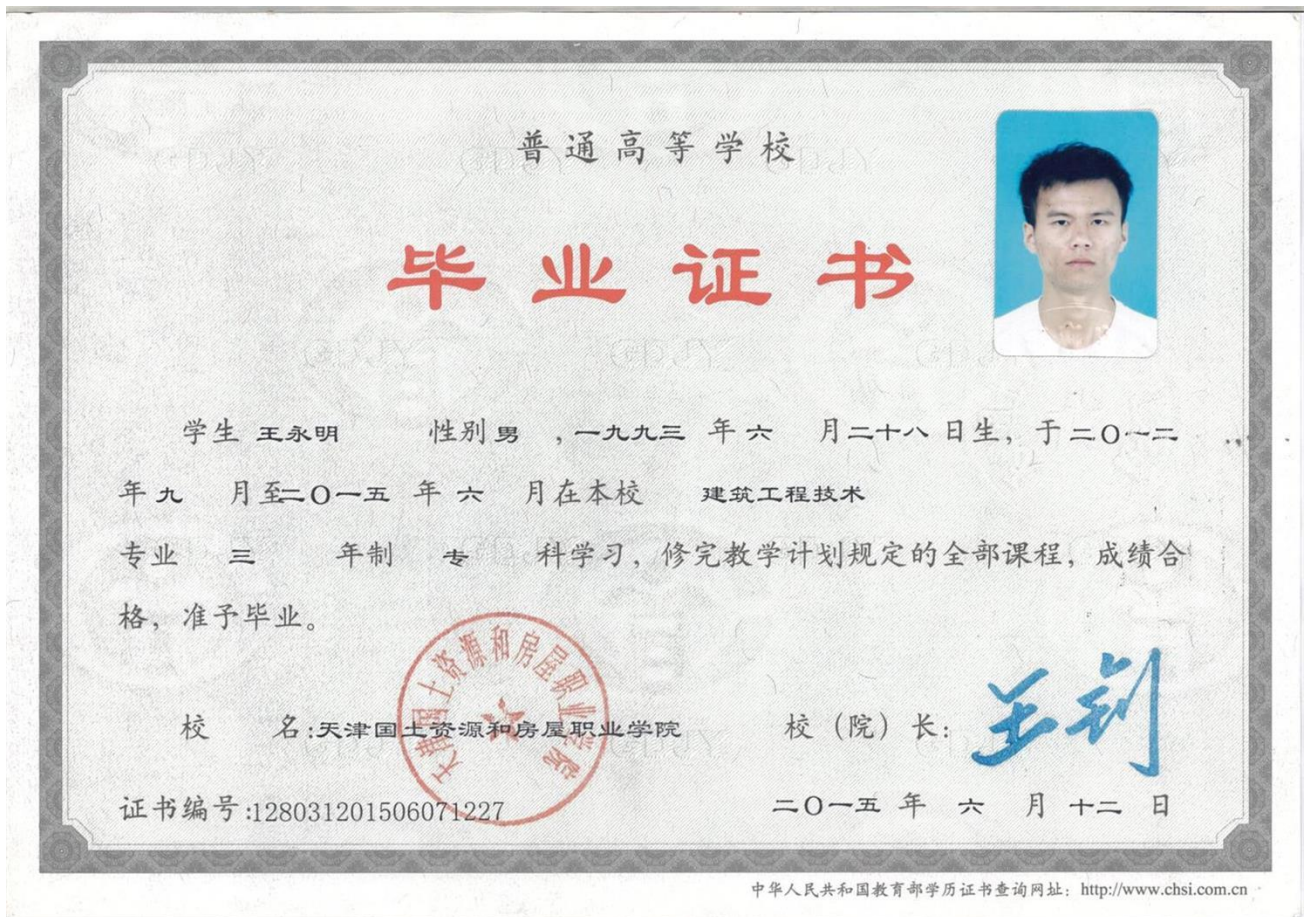 普通高等学校
毕业证书
学生 王永明 性别 男 ，一九九三 年 六 月 二十八 日生，于 二〇一二
年 九 月至 二〇一五 年 六 月在本校 建筑工程技术
专业 三 年制 专 科学习，修完教学计划规定的全部课程，成绩合
格，准予毕业。
天津国土资源和房屋职业学院
校 名:天津国土资源和房屋职业学院 校（院）长:王钊
证书编号:128031201506071227 二〇一五 年 六 月 十二 日
中华人民共和国教育部学历证书查询网址：http://www.chsi.com.cn